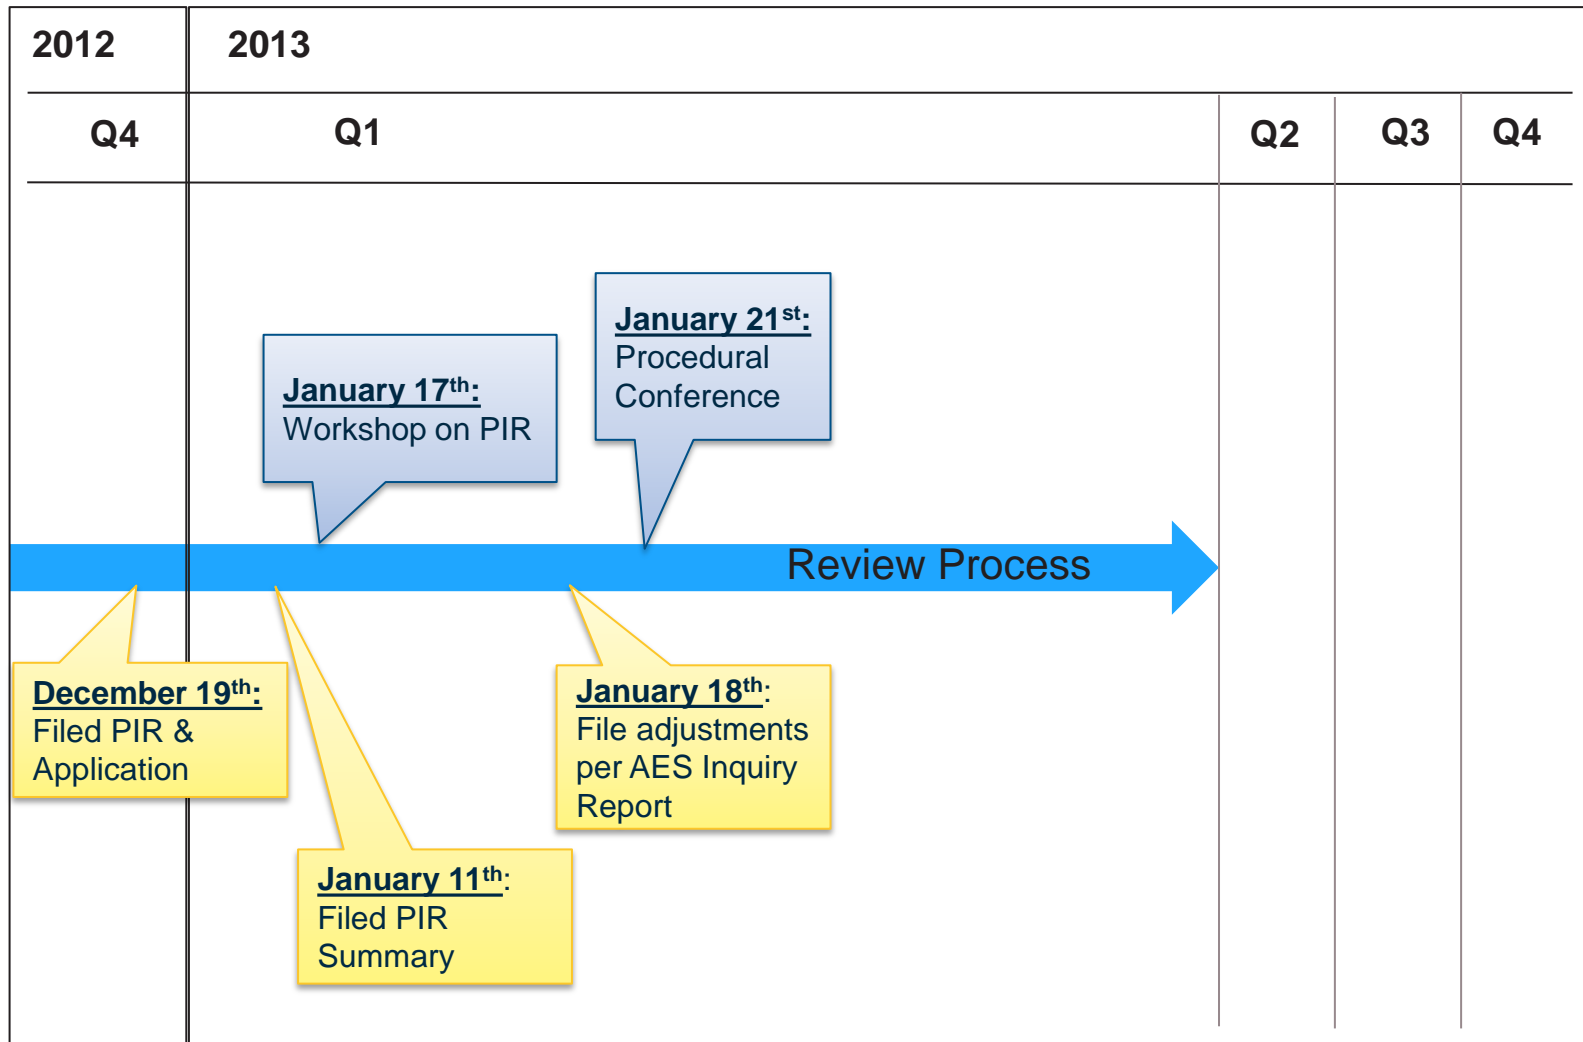 2012
2013
Q4
Q1
Q2
Q3
Q4
January 21st:
Procedural
Conference
January 17th:
Workshop on PIR
Review Process
December 19th:
Filed PIR &
Application
January 18th:
File adjustments
per AES Inquiry
Report
January 11th:
Filed PIR
Summary